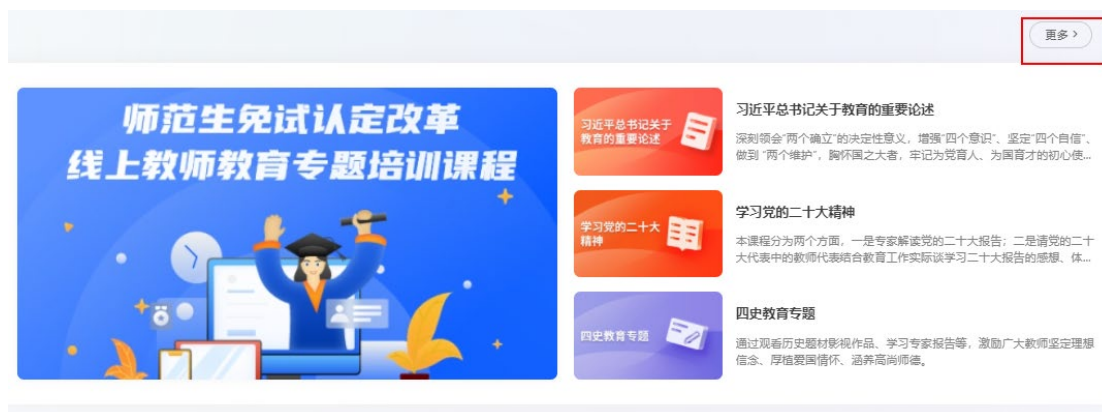 更多 >
师范生免试认定改革
线上教师教育专题培训课程
习近平总书记关于
教育的重要论述
习近平总书记关于教育的重要论述
深刻领会"两个确立"的决定性意义，增强"四个意识"、坚定"四个自信"、
做到 "两个维护"，胸怀国之大者，牢记为党育人、为国育才的初心使...
学习党的二十大
精神
学习党的二十大精神
本课程分为两个方面，一是专家解读党的二十大报告；二是请党的二十
大代表中的教师代表结合教育工作实际谈学习二十大报告的感想、体...
四史教育专题
四史教育专题
通过观看历史题材影视作品、学习专家报告等，激励广大教师坚定理想
信念、厚植爱国情怀、涵养高尚师德。